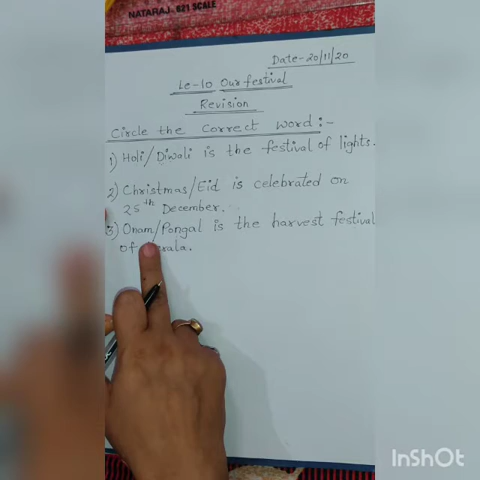 NATARAJ-621 SCALE
Date-20/11/20
Le-10 Our festival
Revision
Circle the Correct Word:-
1) Holi/Diwali is the festival of lights.
2) Christmas/Eid is celebrated on
25th December.
3) Onam/Pongal is the harvest festival
of rala.
InShOt